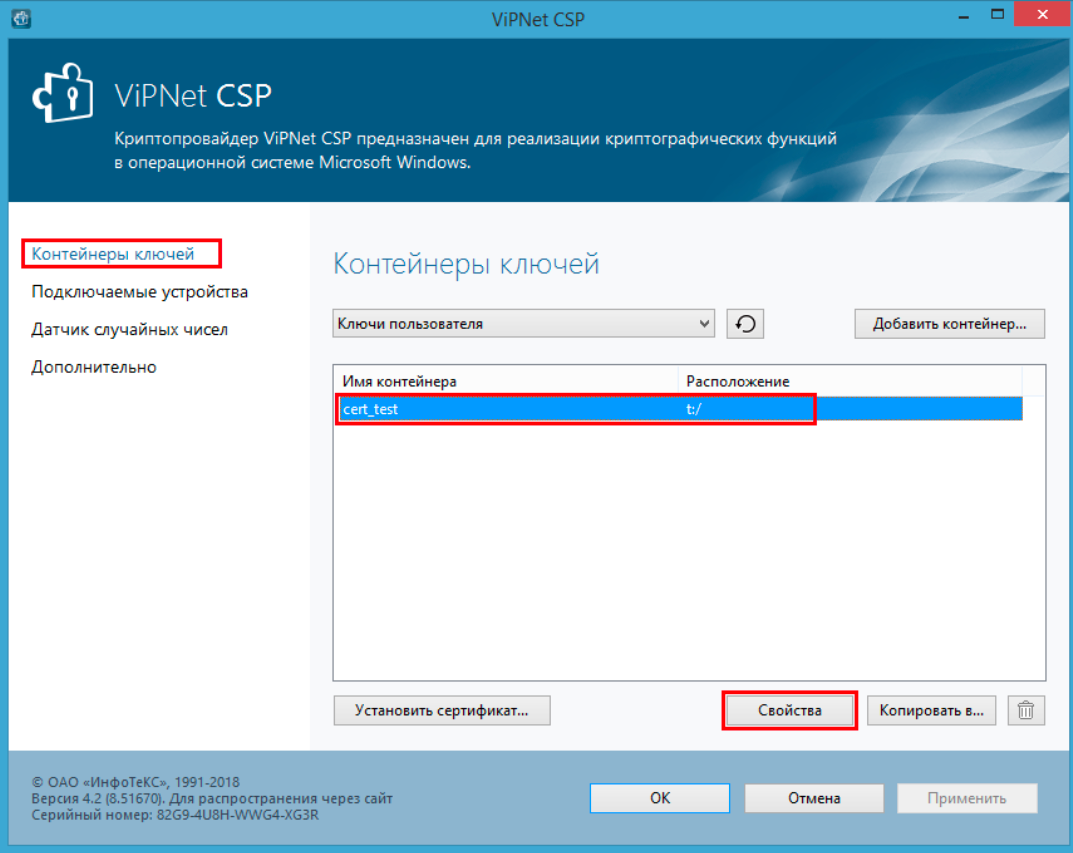 ViPNet CSP
ViPNet CSP
Криптопровайдер ViPNet CSP предназначен для реализации криптографических функций
в операционной системе Microsoft Windows.
Контейнеры ключей
Подключаемые устройства
Датчик случайных чисел
Дополнительно
Контейнеры ключей
Ключи пользователя
Добавить контейнер...
Имя контейнера Расположение
cert_test t:/
Установить сертификат... Свойства Копировать в...
© ОАО «ИнфоТеКС», 1991-2018
Версия 4.2 (8.51670). Для распространения через сайт
Серийный номер: 82G9-4U8H-WWG4-XG3R
OK Отмена Применить